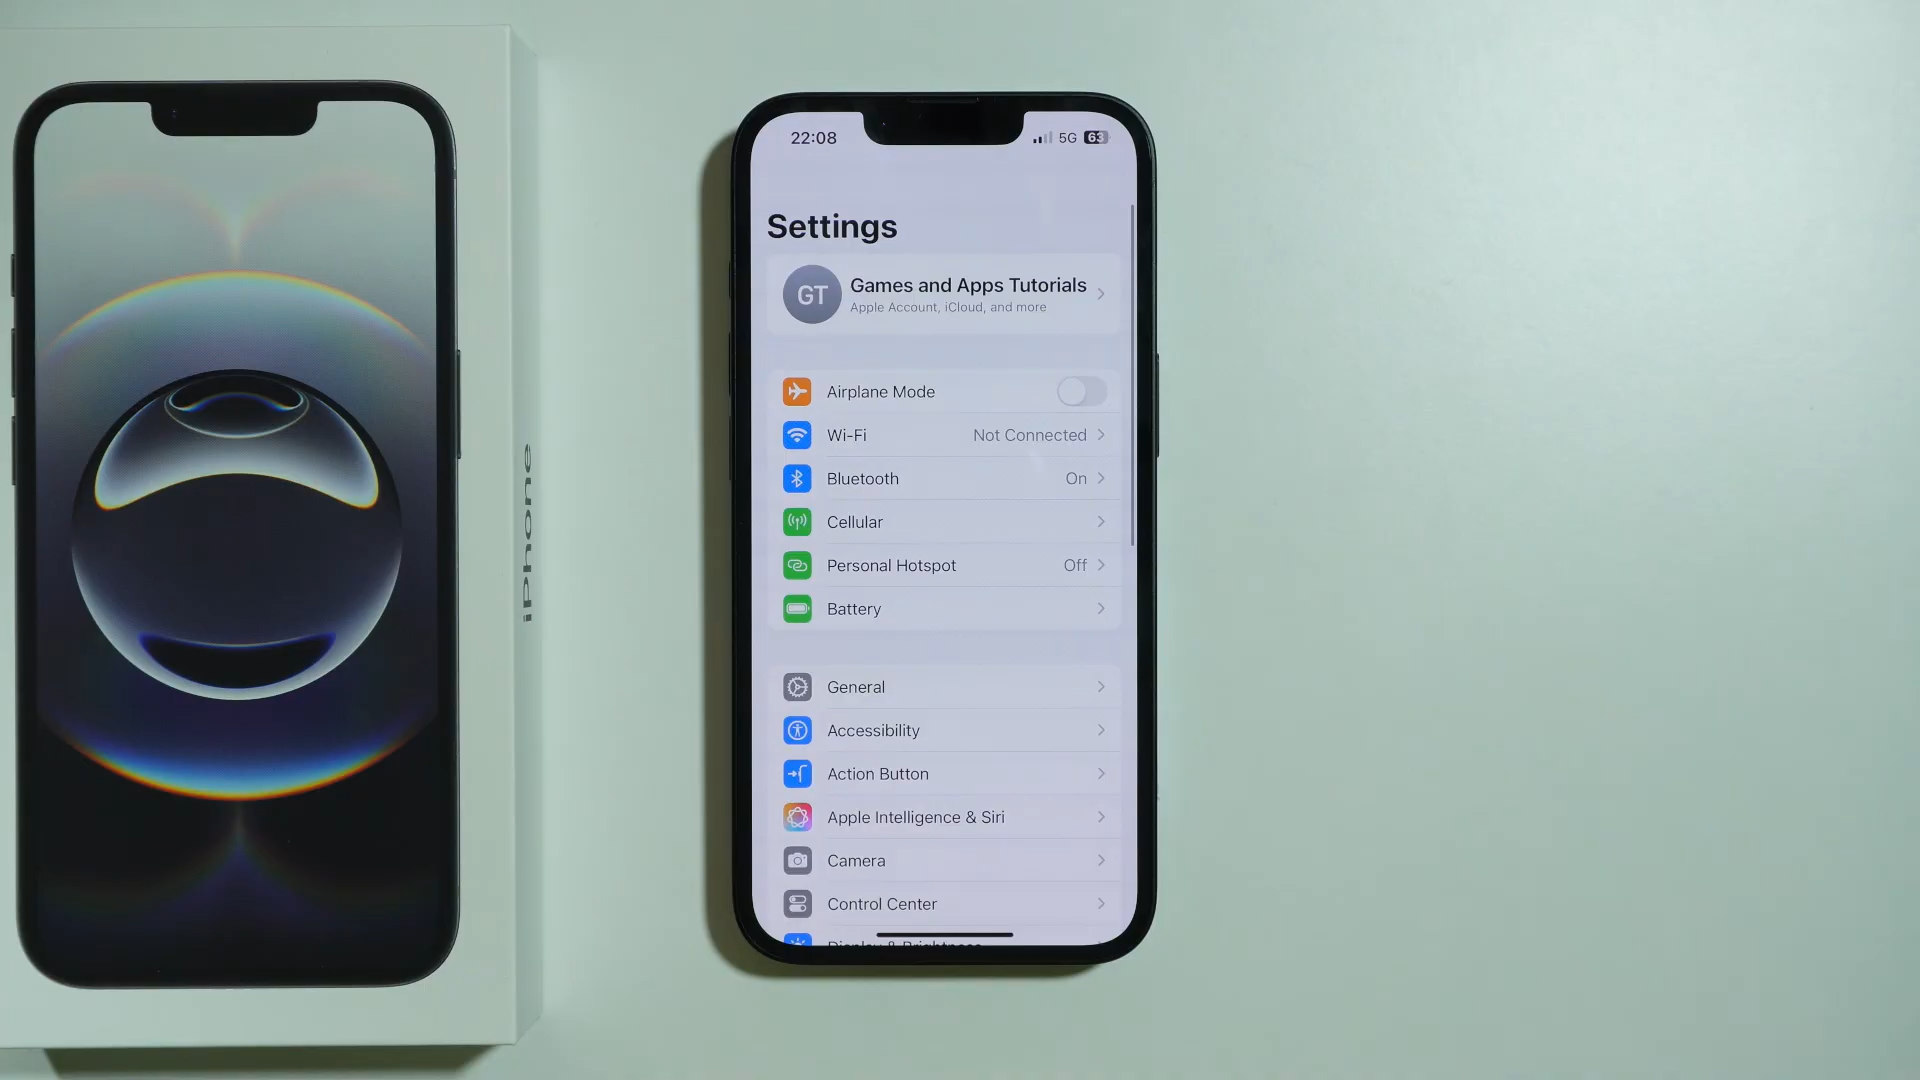 iPhone
22:08
5G 63
Settings
GT
Games and Apps Tutorials
Apple Account, iCloud, and more
Airplane Mode
Wi-Fi Not Connected
Bluetooth On
Cellular
Personal Hotspot Off
Battery
General
Accessibility
Action Button
Apple Intelligence & Siri
Camera
Control Center
Display & Brightness